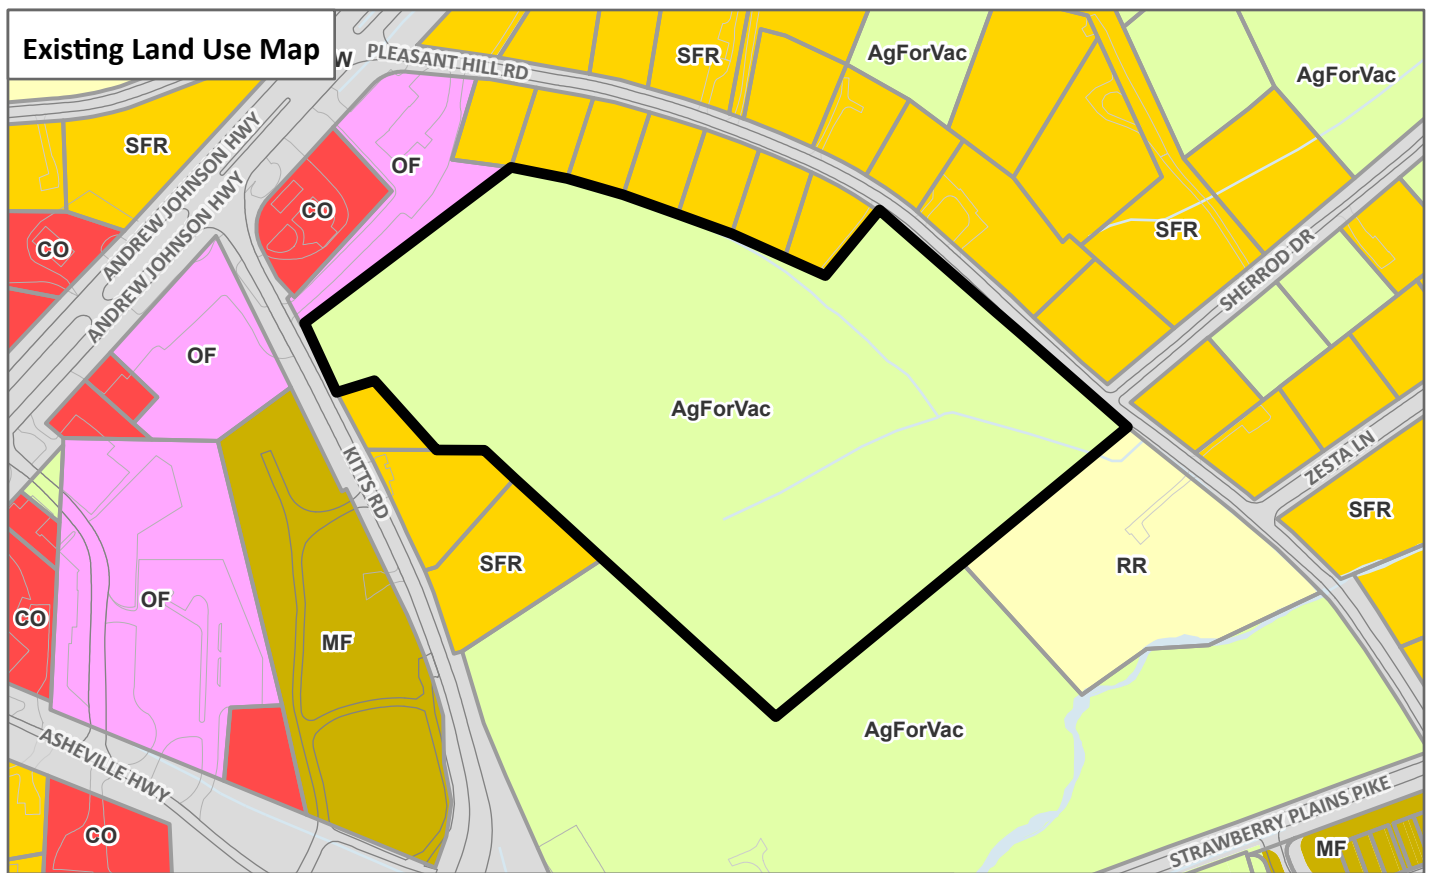 Existing Land Use Map
W
PLEASANT HILL RD
SFR
AgForVac
AgForVac
ANDREW JOHNSON HWY
ANDREW JOHNSON HWY
SFR
OF
CO
CO
SFR
SHERROD DR
OF
AgForVac
KITTS RD
ZESTA LN
SFR
SFR
RR
OF
CO
MF
AgForVac
ASHEVILLE HWY
CO
STRAWBERRY PLAINS PIKE
MF